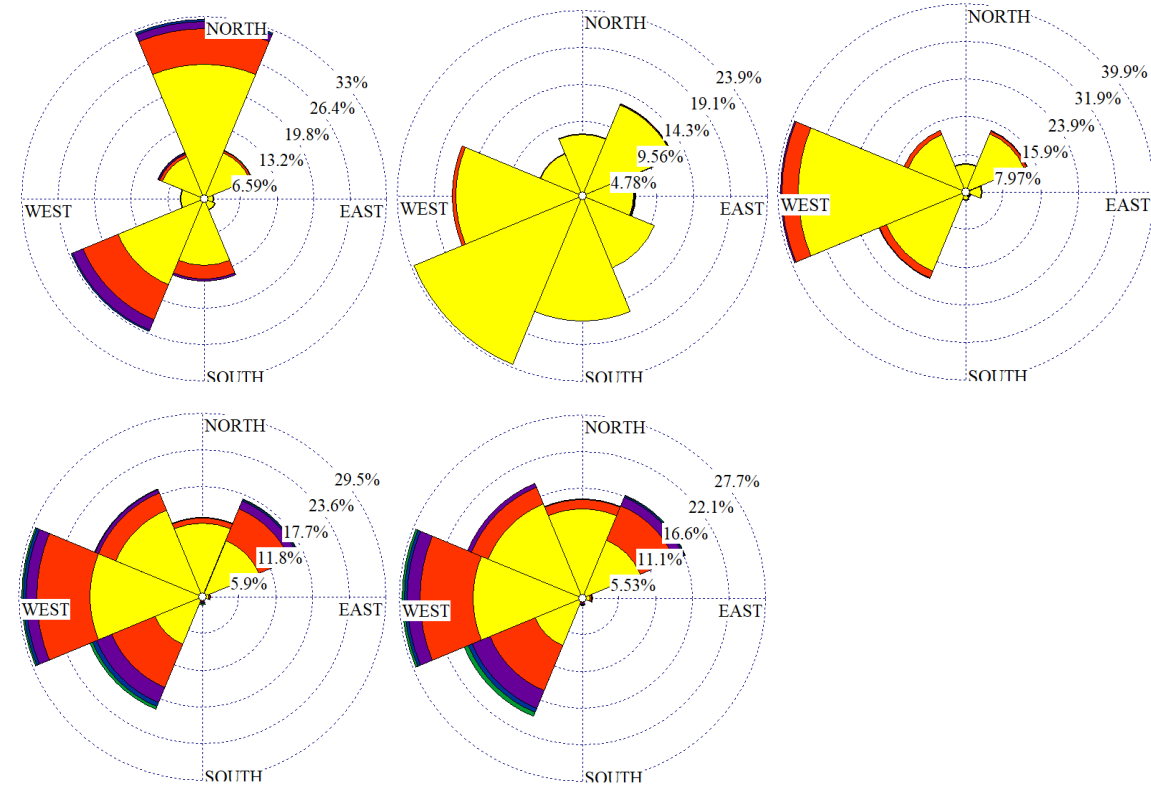 NORTH
33%
26.4%
19.8%
13.2%
6.59%
WEST
EAST
SOUTH
NORTH
23.9%
19.1%
14.3%
9.56%
4.78%
WEST
EAST
SOUTH
NORTH
39.9%
31.9%
23.9%
15.9%
7.97%
WEST
EAST
SOUTH
NORTH
29.5%
23.6%
17.7%
11.8%
5.9%
WEST
EAST
SOUTH
NORTH
27.7%
22.1%
16.6%
11.1%
5.53%
WEST
EAST
SOUTH